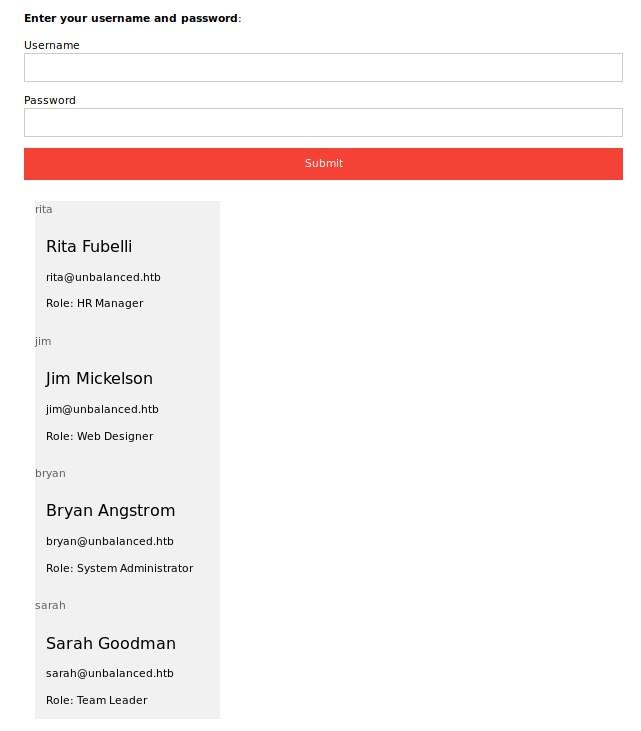 Enter your username and password:
Username
Password
Submit
rita
Rita Fubelli
rita@unbalanced.htb
Role: HR Manager
jim
Jim Mickelson
jim@unbalanced.htb
Role: Web Designer
bryan
Bryan Angstrom
bryan@unbalanced.htb
Role: System Administrator
sarah
Sarah Goodman
sarah@unbalanced.htb
Role: Team Leader